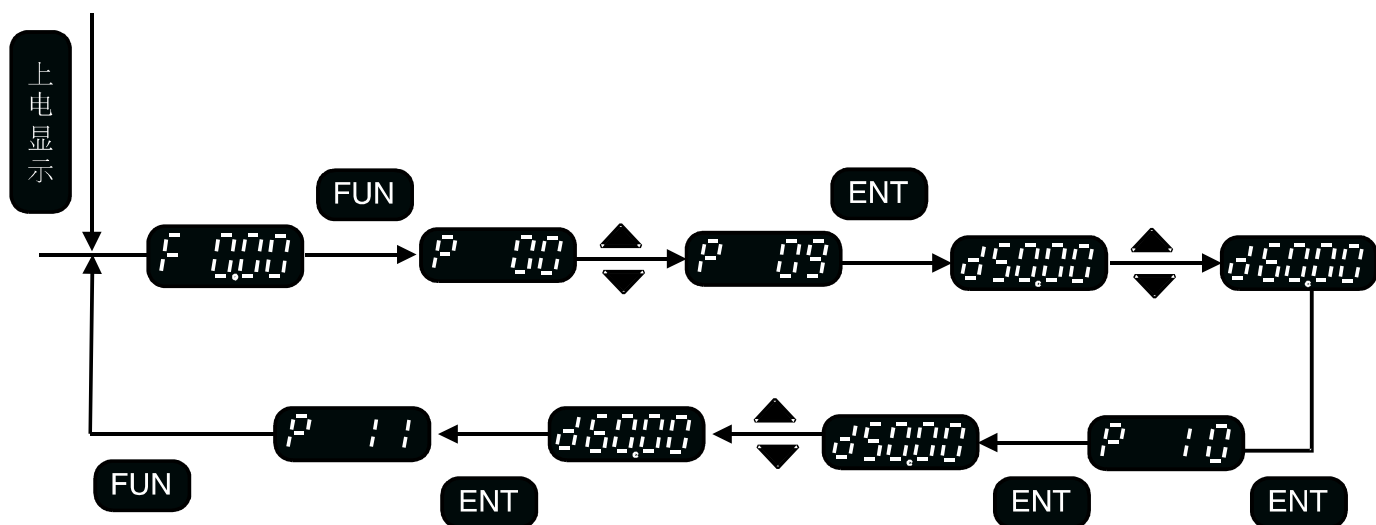 上电显示
FUN
ENT
F 0.00
P 00
P 09
d50.00
d60.00
P 11
d60.00
d50.00
P 10
FUN
ENT
ENT
ENT